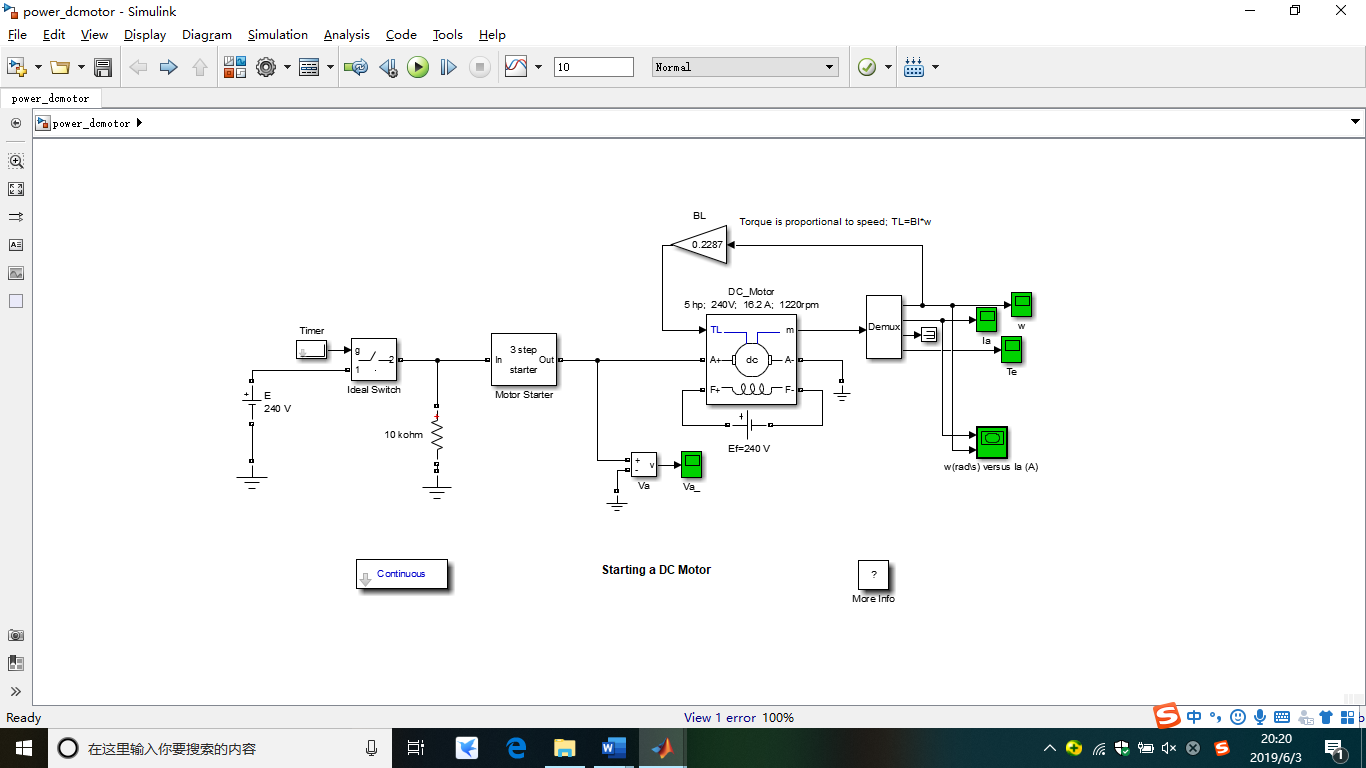 power_dcmotor - Simulink
File Edit View Display Diagram Simulation Analysis Code Tools Help
10 Normal
power_dcmotor
power_dcmotor
BL
Torque is proportional to speed; TL=Bl*w
0.2287
DC_Motor
5 hp; 240V; 16.2 A; 1220rpm
TL m
A+ dc A-
F+ F-
Ef=240 V
Demux
w
Ia
Te
w(rad\s) versus Ia (A)
Timer
g
1 2
Ideal Switch
+ E
240 V
10 kohm
In 3 step Out
starter
Motor Starter
+ v
-
Va
Va_
Continuous
Starting a DC Motor
?
More Info
Ready View 1 error 100%
中
在这里输入你要搜索的内容
20:20
2019/6/3
1